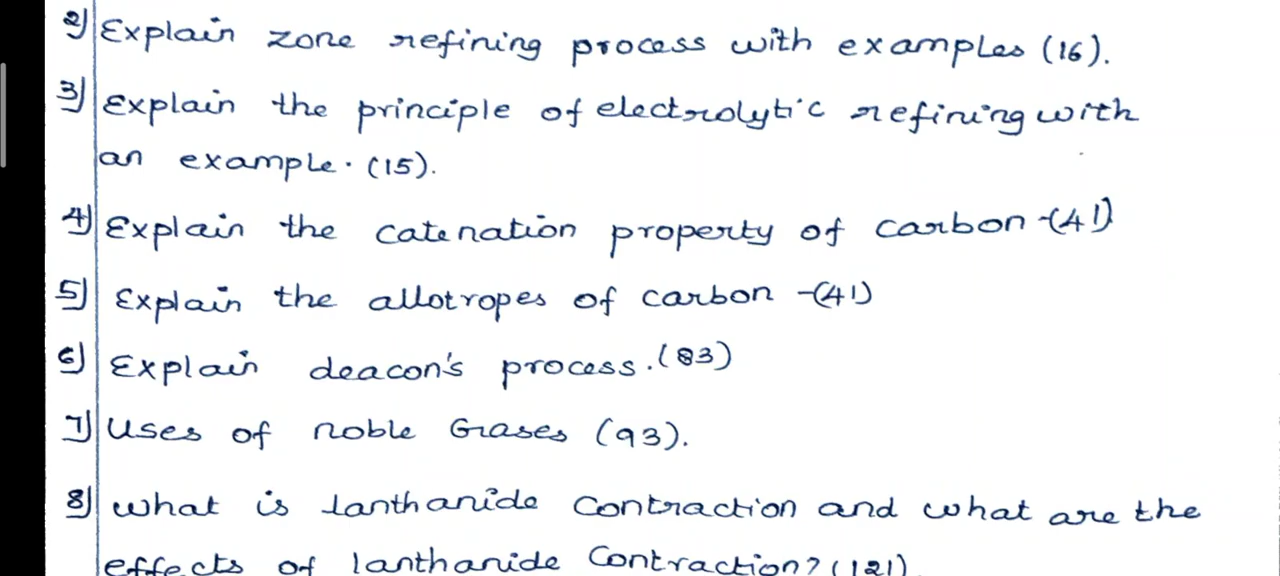 2) Explain zone refining process with examples (16).
3) Explain the principle of electrolytic refining with
an example. (15).
4) Explain the catenation property of carbon -(41)
5) Explain the allotropes of carbon -(41)
6) Explain deacon's process. (83)
7) Uses of noble Gases (93).
8) what is lanthanide contraction and what are the
effects of lanthanide contraction? (121)